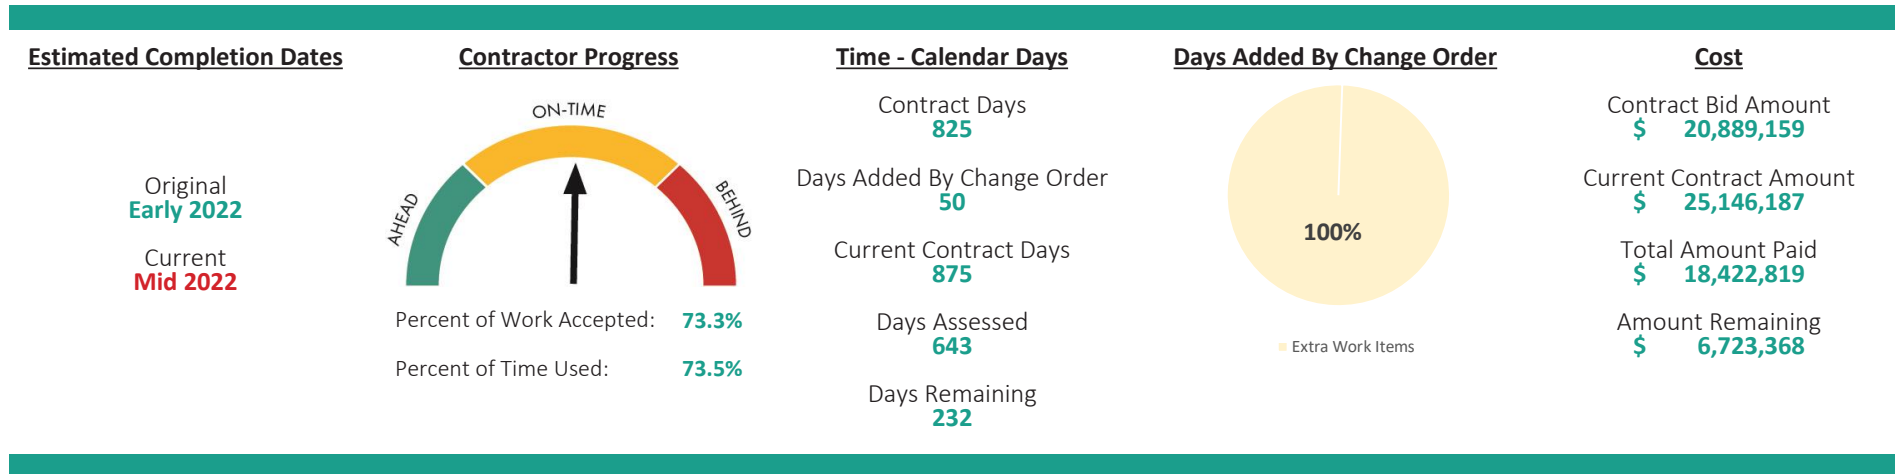 Estimated Completion Dates
Original
Early 2022
Current
Mid 2022
Contractor Progress
ON-TIME
AHEAD
BEHIND
Percent of Work Accepted: 73.3%
Percent of Time Used: 73.5%
Time - Calendar Days
Contract Days
825
Days Added By Change Order
50
Current Contract Days
875
Days Assessed
643
Days Remaining
232
Days Added By Change Order
100%
Extra Work Items
Cost
Contract Bid Amount
$ 20,889,159
Current Contract Amount
$ 25,146,187
Total Amount Paid
$ 18,422,819
Amount Remaining
$ 6,723,368